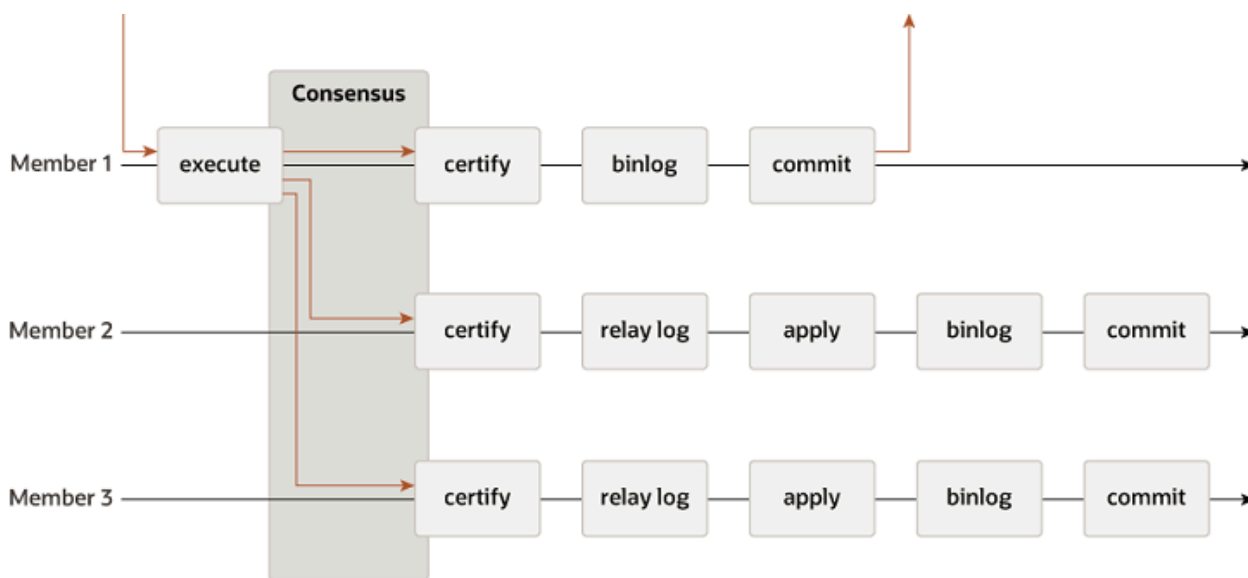 Consensus
Member 1 execute certify binlog commit
Member 2 certify relay log apply binlog commit
Member 3 certify relay log apply binlog commit